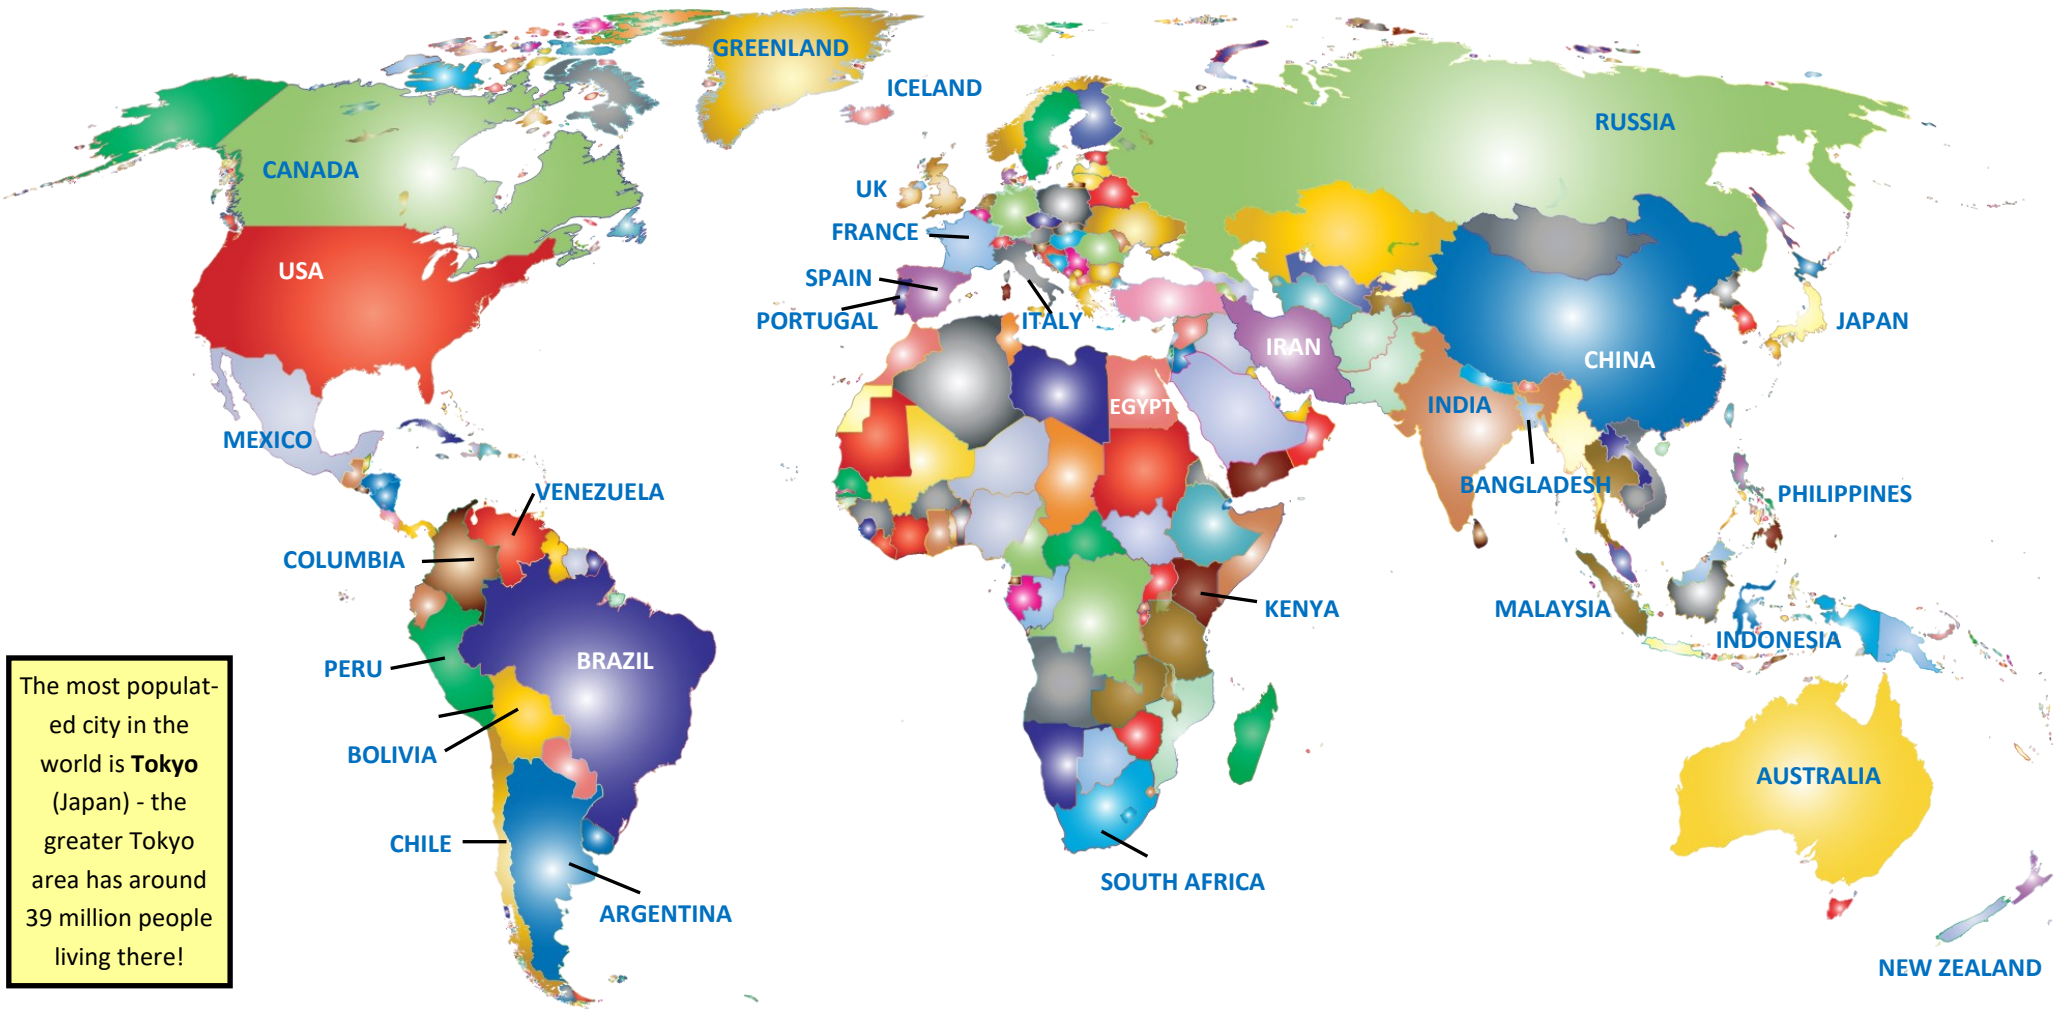 GREENLAND
ICELAND
RUSSIA
CANADA
UK
FRANCE
USA
SPAIN
PORTUGAL
ITALY
JAPAN
IRAN
CHINA
EGYPT
INDIA
MEXICO
VENEZUELA
BANGLADESH
PHILIPPINES
COLUMBIA
KENYA
MALAYSIA
INDONESIA
PERU
BRAZIL
BOLIVIA
AUSTRALIA
CHILE
SOUTH AFRICA
ARGENTINA
NEW ZEALAND
The most populat-
ed city in the
world is Tokyo
(Japan) - the
greater Tokyo
area has around
39 million people
living there!